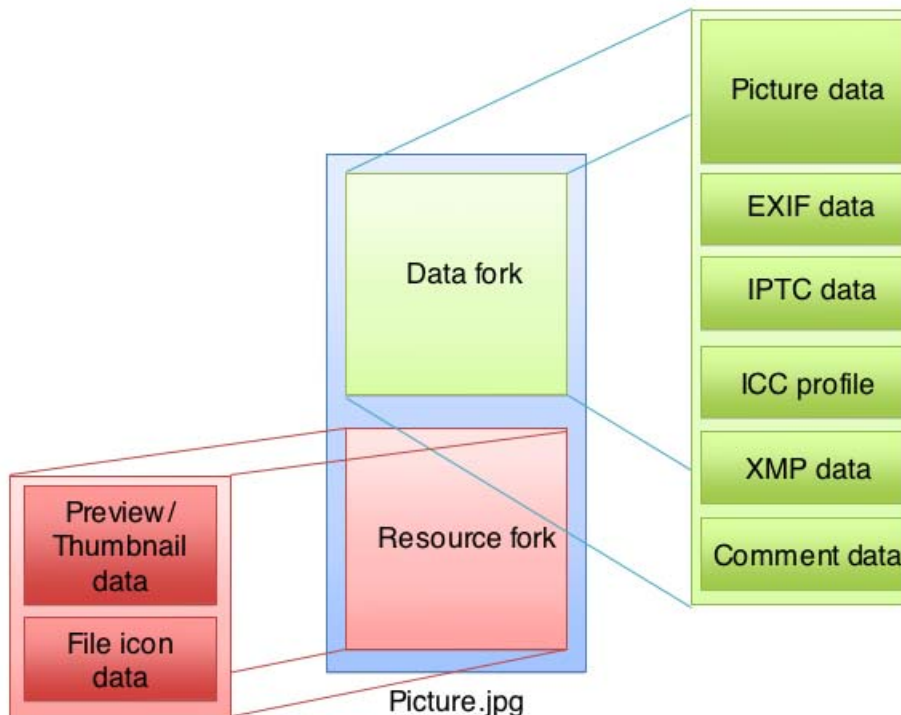 Picture data
EXIF data
IPTC data
ICC profile
XMP data
Comment data
Data fork
Resource fork
Preview/
Thumbnail
data
File icon
data
Picture.jpg